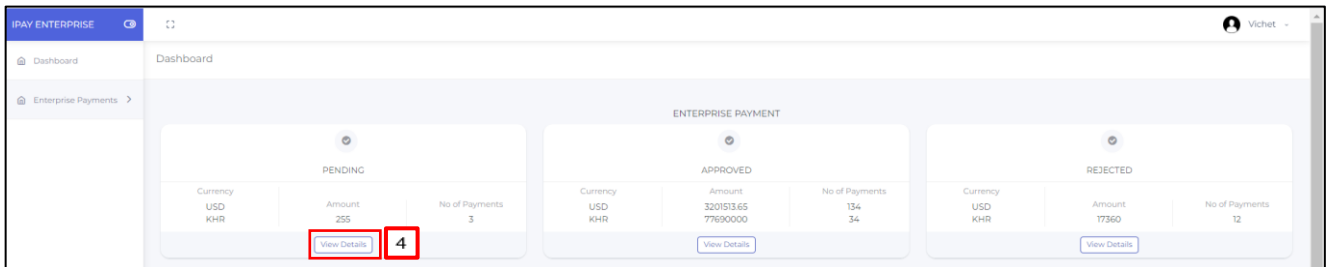 IPAY ENTERPRISE
Vichet
Dashboard
Dashboard
Enterprise Payments
ENTERPRISE PAYMENT
PENDING
Currency Amount No of Payments
USD
KHR 255 3
View Details 4
APPROVED
Currency Amount No of Payments
USD 3201513.65 134
KHR 77690000 34
View Details
REJECTED
Currency Amount No of Payments
USD
KHR 17360 12
View Details